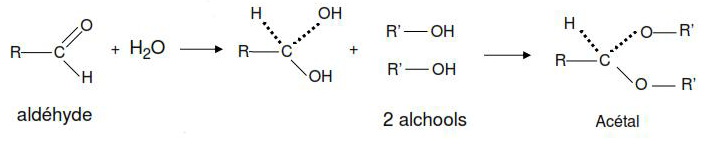 R—C
O
H
+ H₂O
H
OH
R—C
OH
+
R'—OH
R'—OH
H
O—R'
R—C
O—R'
aldéhyde
2 alchools
Acétal